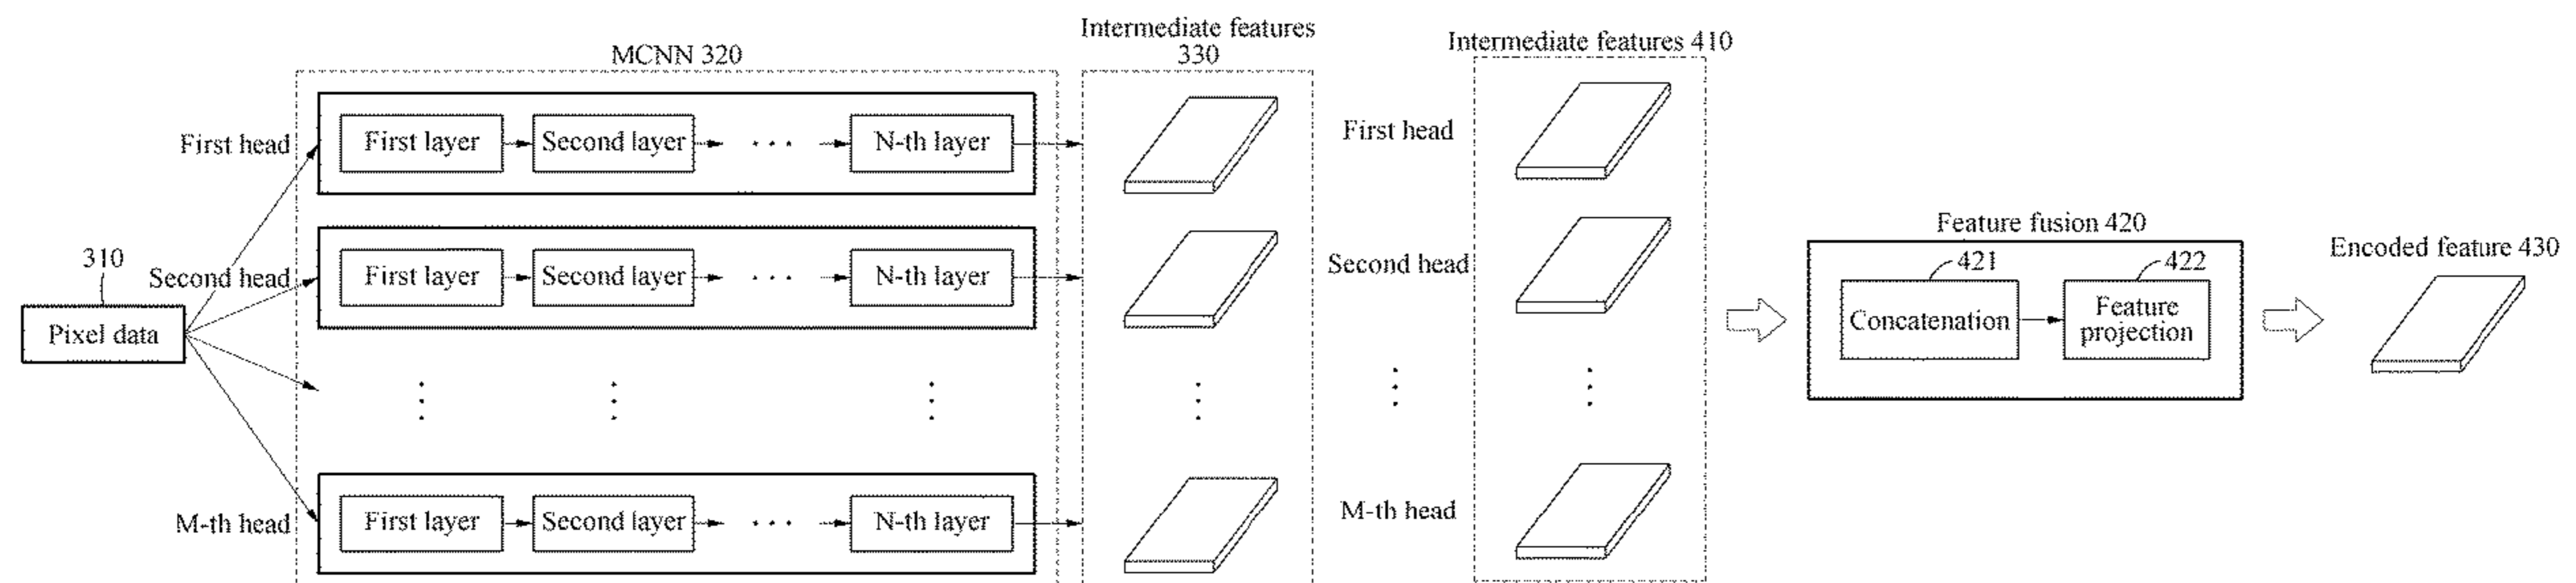 MCNN 320
Intermediate features
330
Intermediate features 410
First head
First layer
Second layer
. . .
N-th layer
First head
310
Pixel data
Second head
First layer
Second layer
. . .
N-th layer
Second head
M-th head
First layer
Second layer
. . .
N-th layer
M-th head
Feature fusion 420
421
Concatenation
422
Feature
projection
Encoded feature 430